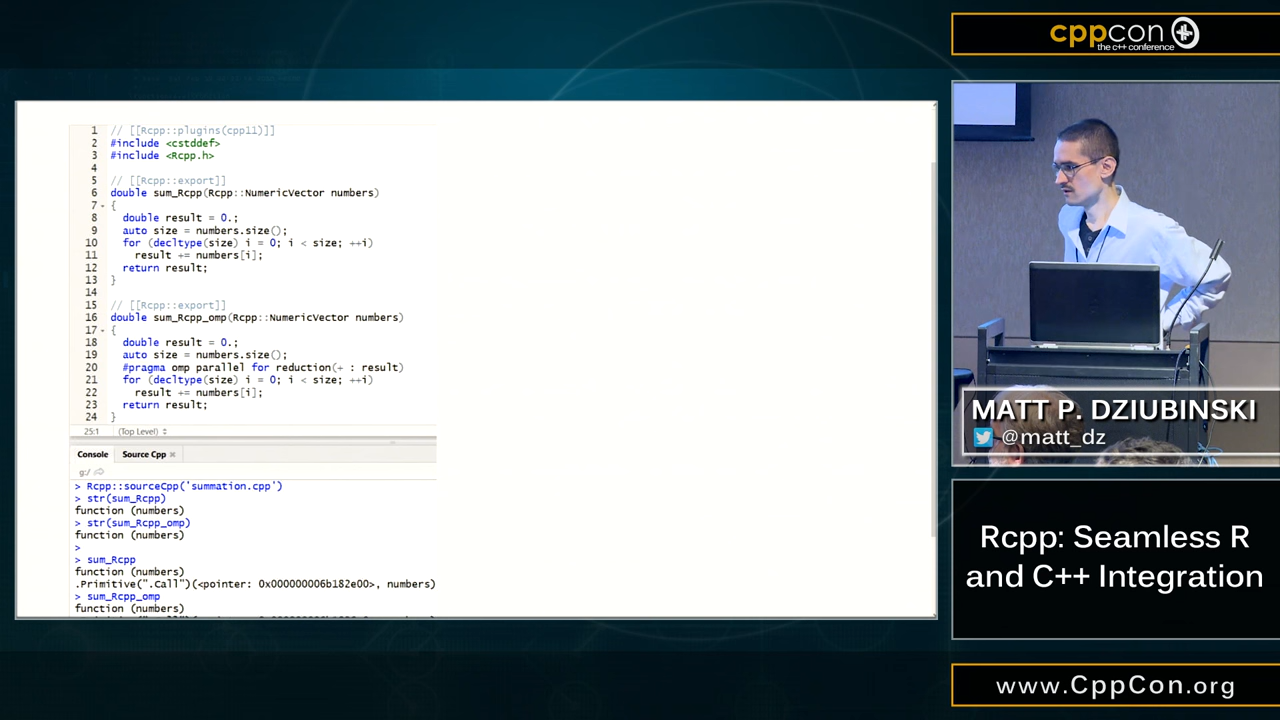 cppcon
the c++ conference
1 // [[Rcpp::plugins(cpp11)]]
2 #include <cstddef>
3 #include <Rcpp.h>
4
5 // [[Rcpp::export]]
6 double sum_Rcpp(Rcpp::NumericVector numbers)
7 {
8 double result = 0.;
9 auto size = numbers.size();
10 for (decltype(size) i = 0; i < size; ++i)
11 result += numbers[i];
12 return result;
13 }
14
15 // [[Rcpp::export]]
16 double sum_Rcpp_omp(Rcpp::NumericVector numbers)
17 {
18 double result = 0.;
19 auto size = numbers.size();
20 #pragma omp parallel for reduction(+ : result)
21 for (decltype(size) i = 0; i < size; ++i)
22 result += numbers[i];
23 return result;
24 }
25:1 (Top Level)
Console Source Cpp
g:/
> Rcpp::sourceCpp('summation.cpp')
> str(sum_Rcpp)
function (numbers)
> str(sum_Rcpp_omp)
function (numbers)
>
> sum_Rcpp
function (numbers)
.Primitive(".Call")(<pointer: 0x000000006b182e00>, numbers)
> sum_Rcpp_omp
function (numbers)
MATT P. DZIUBINSKI
@matt_dz
Rcpp: Seamless R
and C++ Integration
www.CppCon.org